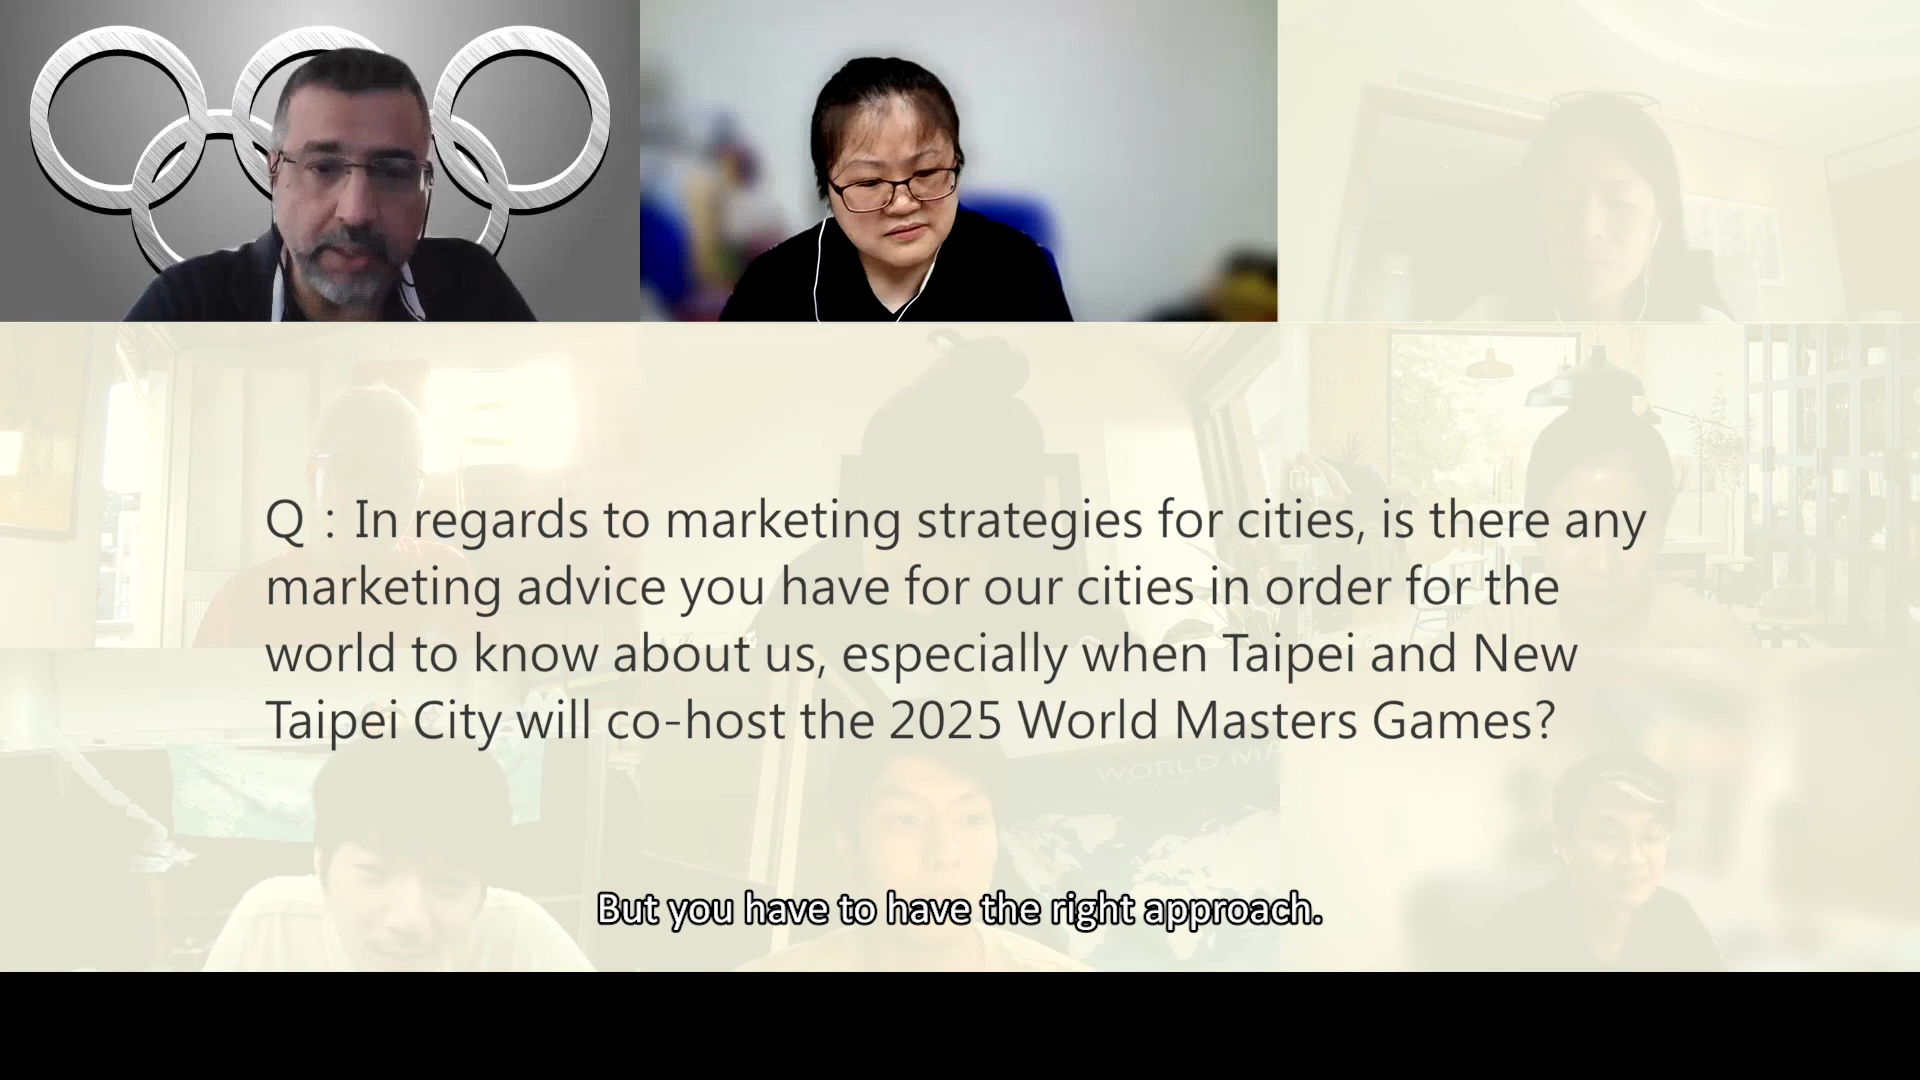 Q : In regards to marketing strategies for cities, is there any
marketing advice you have for our cities in order for the
world to know about us, especially when Taipei and New
Taipei City will co-host the 2025 World Masters Games?
WORLD MA
But you have to have the right approach.